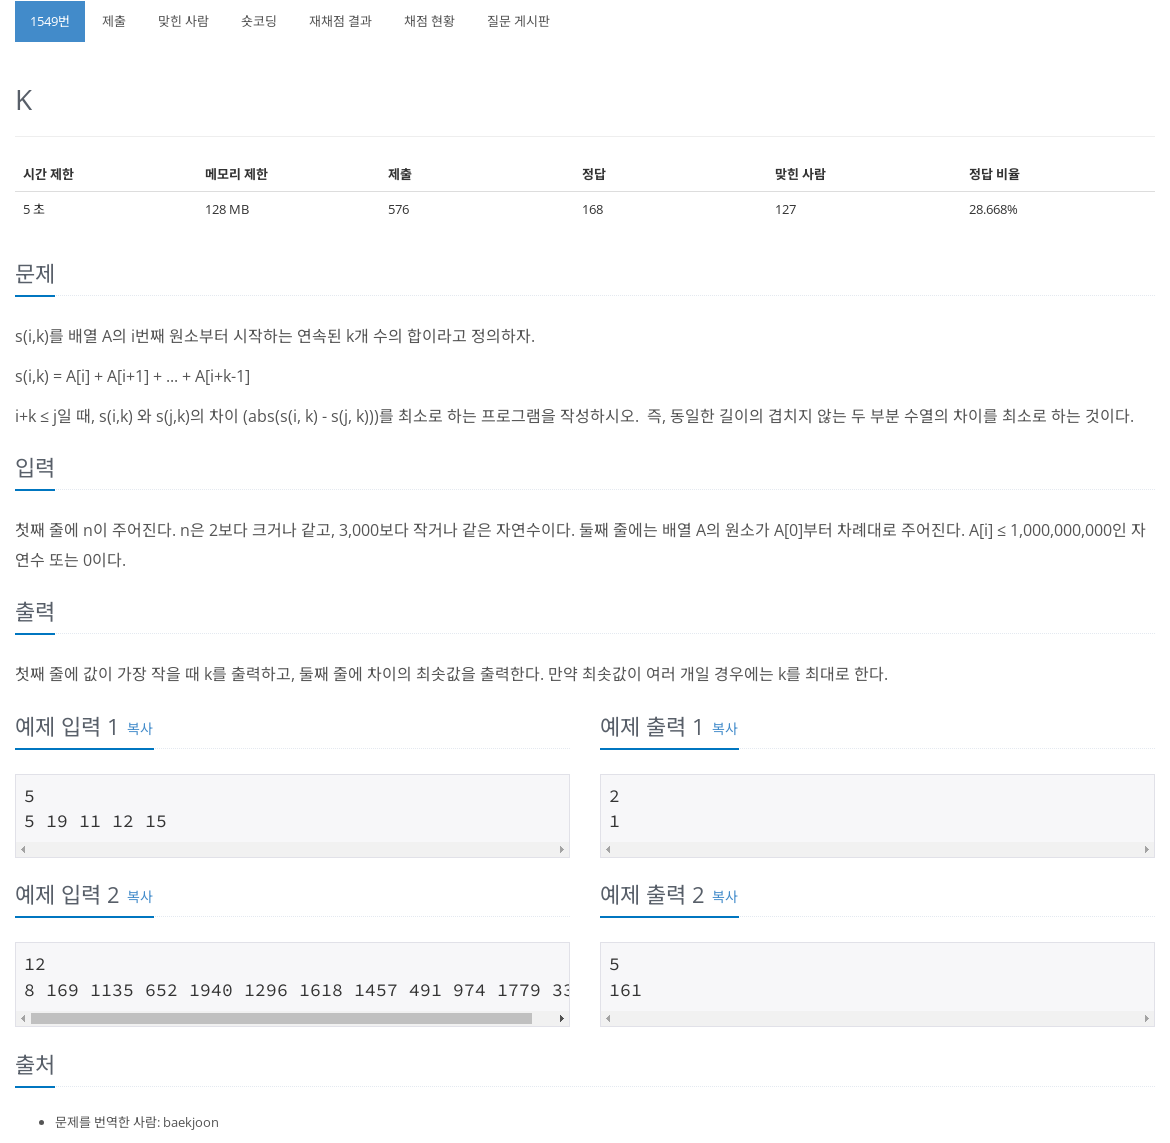 1549번 제출 맞힌 사람 숏코딩 재채점 결과 채점 현황 질문 게시판
K
시간 제한 메모리 제한 제출 정답 맞힌 사람 정답 비율
5 초 128 MB 576 168 127 28.668%
문제
s(i,k)를 배열 A의 i번째 원소부터 시작하는 연속된 k개 수의 합이라고 정의하자.
s(i,k) = A[i] + A[i+1] + ... + A[i+k-1]
i+k ≤ j일 때, s(i,k) 와 s(j,k)의 차이 (abs(s(i, k) - s(j, k)))를 최소로 하는 프로그램을 작성하시오. 즉, 동일한 길이의 겹치지 않는 두 부분 수열의 차이를 최소로 하는 것이다.
입력
첫째 줄에 n이 주어진다. n은 2보다 크거나 같고, 3,000보다 작거나 같은 자연수이다. 둘째 줄에는 배열 A의 원소가 A[0]부터 차례대로 주어진다. A[i] ≤ 1,000,000,000인 자
연수 또는 0이다.
출력
첫째 줄에 값이 가장 작을 때 k를 출력하고, 둘째 줄에 차이의 최솟값을 출력한다. 만약 최솟값이 여러 개일 경우에는 k를 최대로 한다.
예제 입력 1 복사
5
5 19 11 12 15
예제 출력 1 복사
2
1
예제 입력 2 복사
12
8 169 1135 652 1940 1296 1618 1457 491 974 1779 33
예제 출력 2 복사
5
161
출처
문제를 번역한 사람: baekjoon